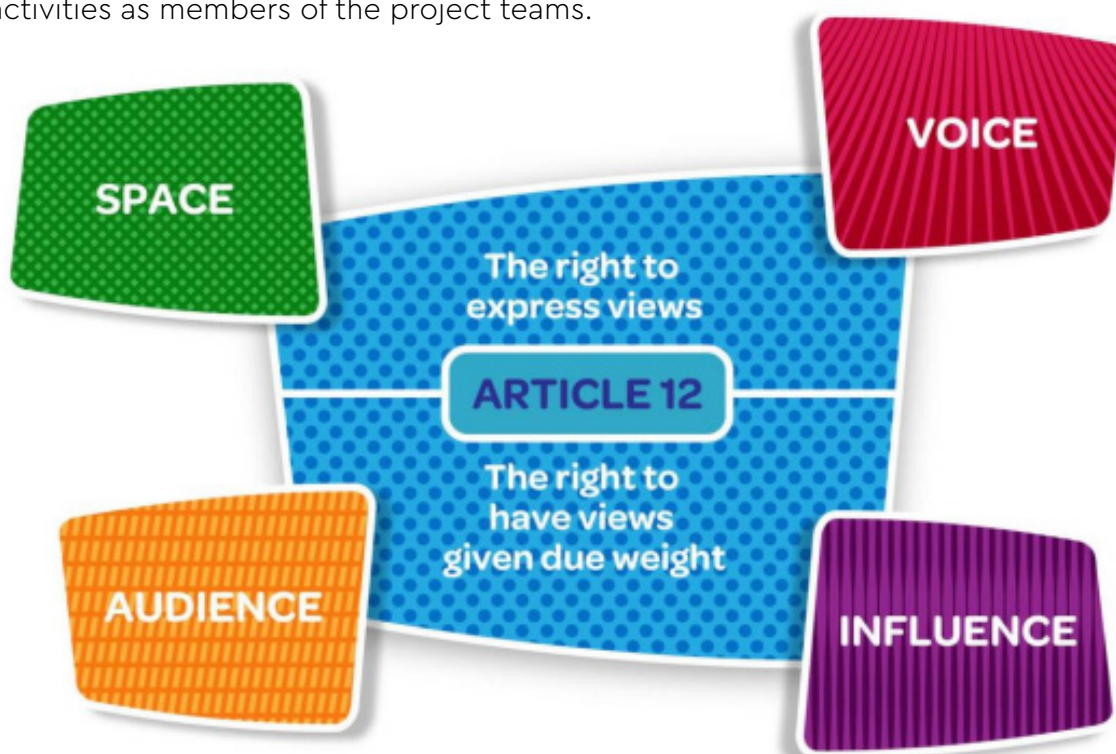 activities as members of the project teams.
SPACE
VOICE
The right to
express views
ARTICLE 12
The right to
have views
given due weight
AUDIENCE
INFLUENCE